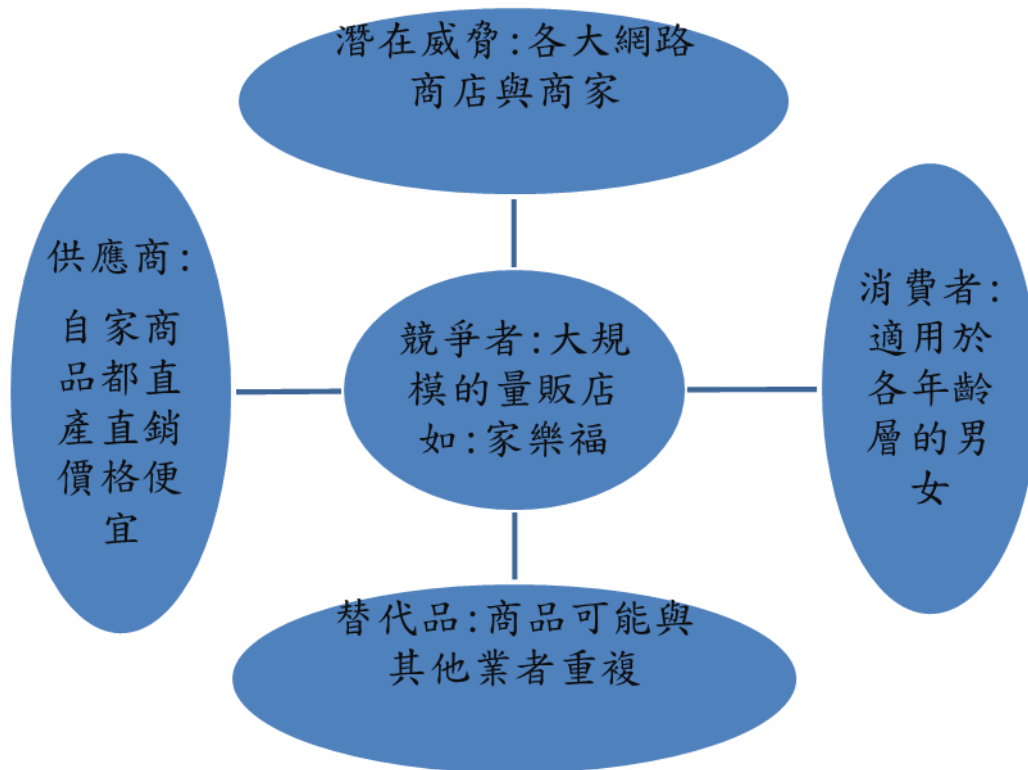 潛在威脅:各大網路
商店與商家
供應商:
自家商
品都直
產直銷
價格便
宜
競爭者:大規
模的量販店
如:家樂福
消費者:
適用於
各年齡
層的男
女
替代品:商品可能與
其他業者重複